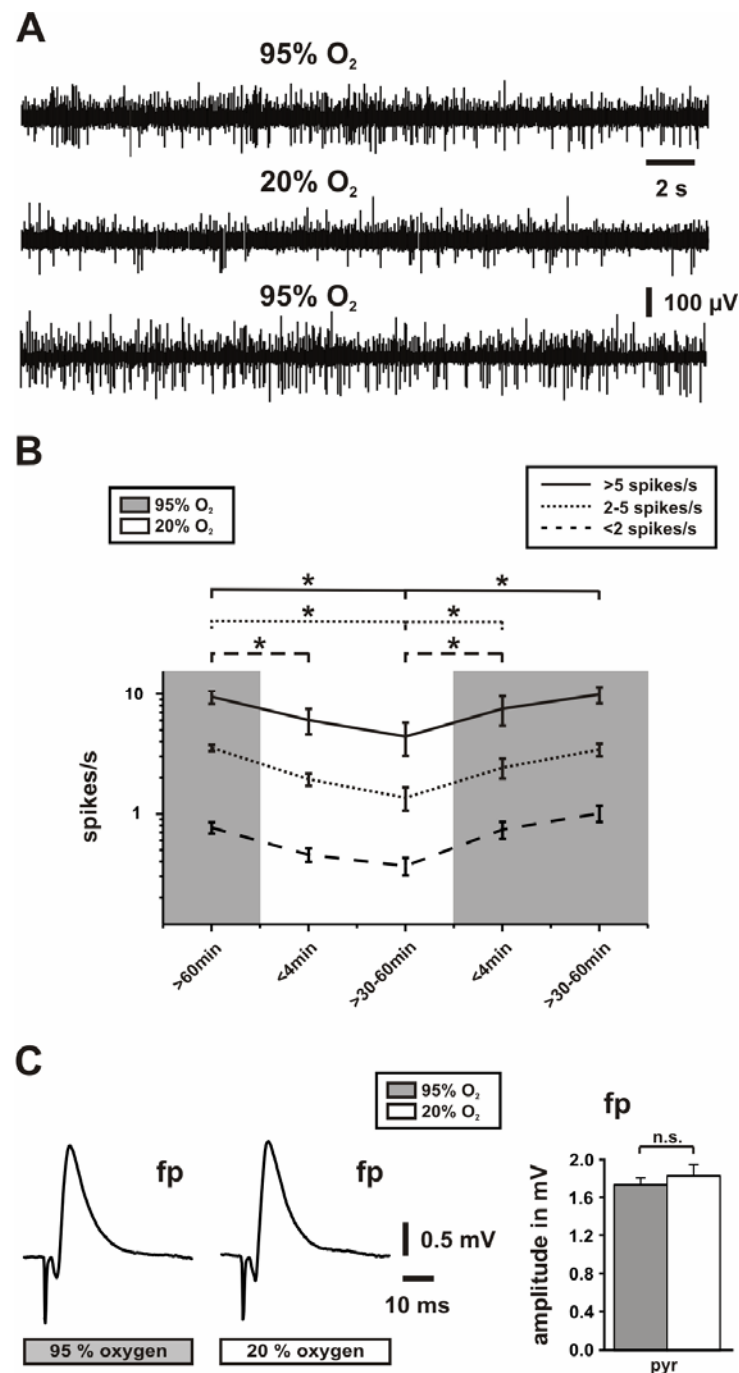 A
95% O₂
2 s
20% O₂
95% O₂
100 µV
B
95% O₂
20% O₂
>5 spikes/s
2-5 spikes/s
<2 spikes/s
* *
* *
* *
10
1
spikes/s
>60min
<4min
>30-60min
<4min
>30-60min
C
95% O₂
20% O₂
fp
fp
0.5 mV
10 ms
95 % oxygen
20 % oxygen
fp
n.s.
2.0
1.6
1.2
0.8
0.4
0.0
amplitude in mV
pyr